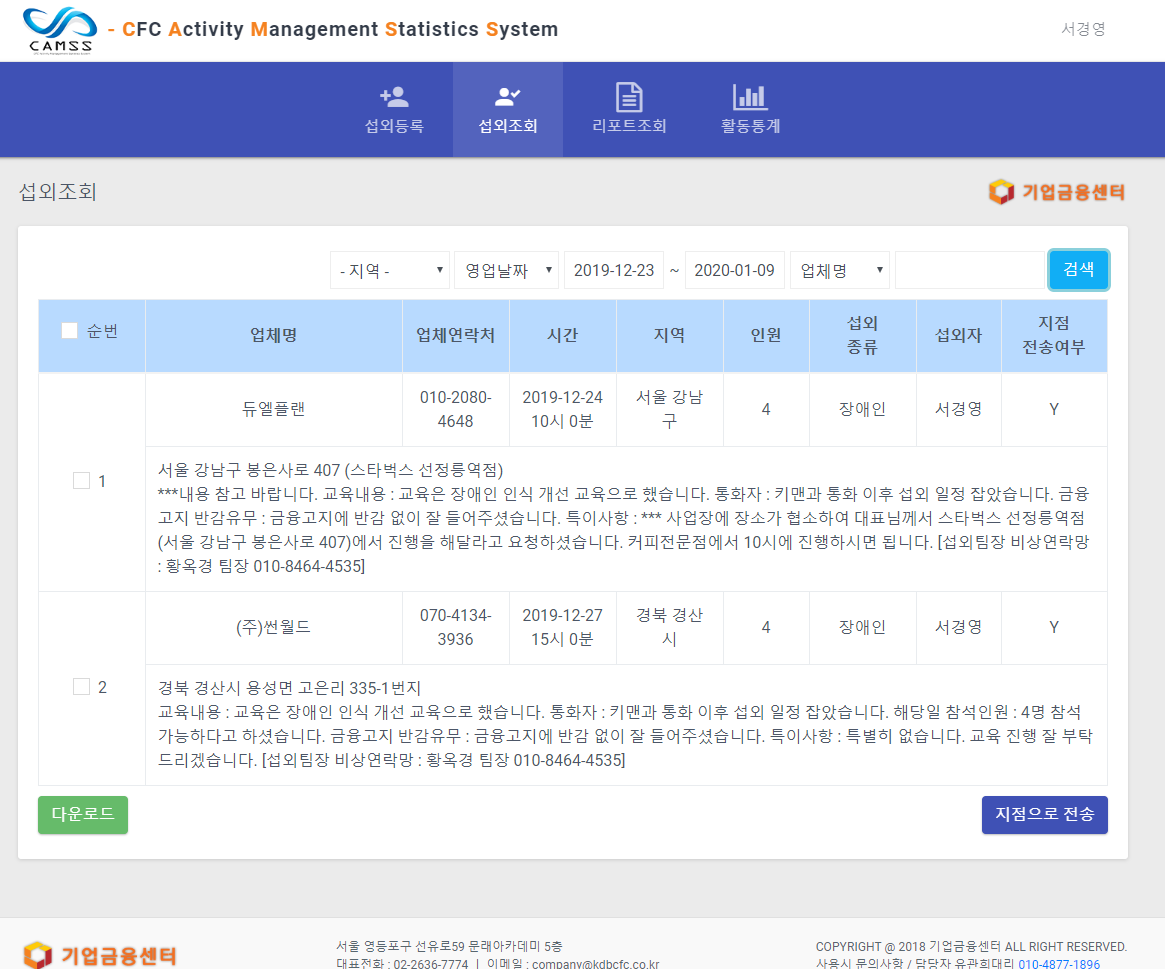 CAMSS
- CFC Activity Management Statistics System
서경영
섭외등록
섭외조회
리포트조회
활동통계
섭외조회
기업금융센터
- 지역 -
영업날짜
2019-12-23
~
2020-01-09
업체명
검색
순번
업체명
업체연락처
시간
지역
인원
섭외
종류
섭외자
지점
전송여부
1
듀엘플랜
010-2080-
4648
2019-12-24
10시 0분
서울 강남
구
4
장애인
서경영
Y
서울 강남구 봉은사로 407 (스타벅스 선정릉역점)
***내용 참고 바랍니다. 교육내용 : 교육은 장애인 인식 개선 교육으로 했습니다. 통화자 : 키맨과 통화 이후 섭외 일정 잡았습니다. 금융
고지 반감유무 : 금융고지에 반감 없이 잘 들어주셨습니다. 특이사항 : *** 사업장에 장소가 협소하여 대표님께서 스타벅스 선정릉역점
(서울 강남구 봉은사로 407)에서 진행을 해달라고 요청하셨습니다. 커피전문점에서 10시에 진행하시면 됩니다. [섭외팀장 비상연락망
: 황옥경 팀장 010-8464-4535]
2
(주)썬월드
070-4134-
3936
2019-12-27
15시 0분
경북 경산
시
4
장애인
서경영
Y
경북 경산시 용성면 고은리 335-1번지
교육내용 : 교육은 장애인 인식 개선 교육으로 했습니다. 통화자 : 키맨과 통화 이후 섭외 일정 잡았습니다. 해당일 참석인원 : 4명 참석
가능하다고 하셨습니다. 금융고지 반감유무 : 금융고지에 반감 없이 잘 들어주셨습니다. 특이사항 : 특별히 없습니다. 교육 진행 잘 부탁
드리겠습니다. [섭외팀장 비상연락망 : 황옥경 팀장 010-8464-4535]
다운로드
지점으로 전송
기업금융센터
서울 영등포구 선유로59 문래아카데미 5층
대표전화 : 02-2636-7774 | 이메일 : company@kdbcfc.co.kr
COPYRIGHT @ 2018 기업금융센터 ALL RIGHT RESERVED.
사용시 문의사항 / 담당자 유관희대리 010-4877-1896